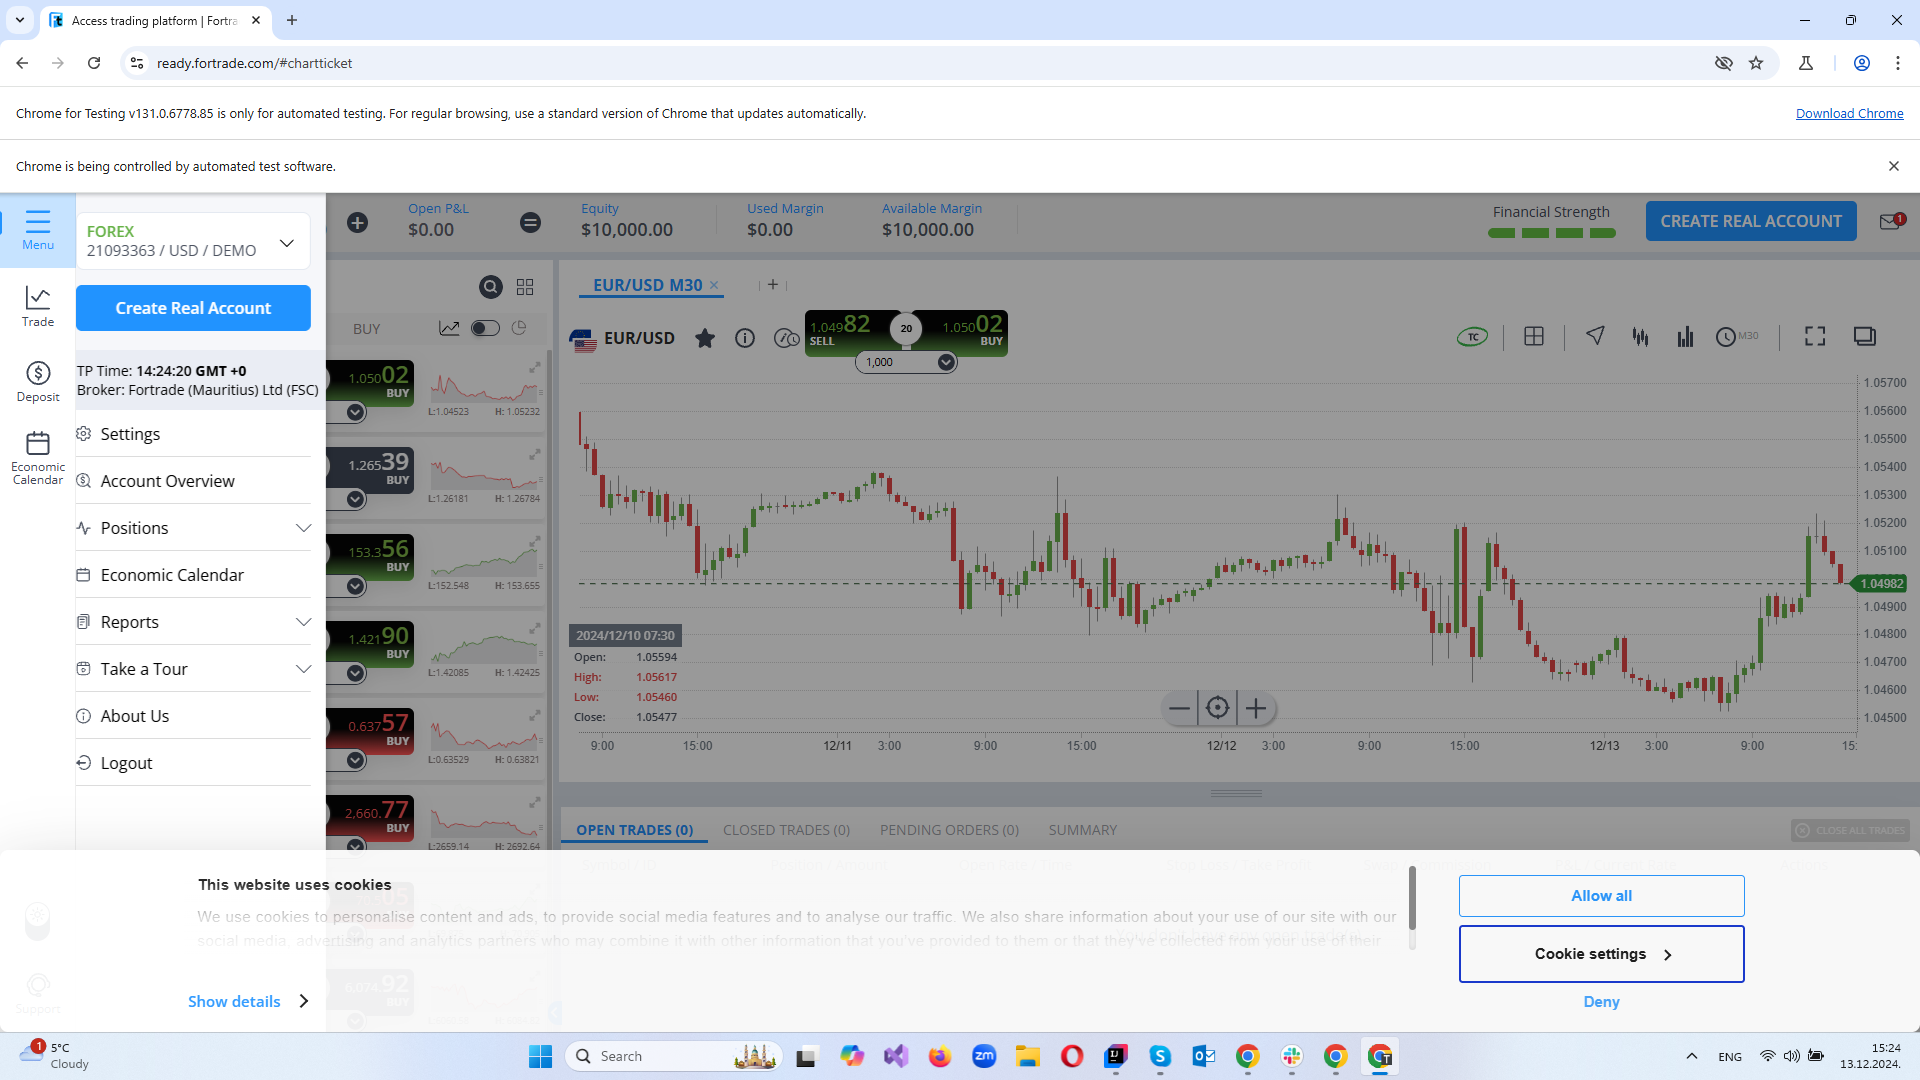 Access trading platform | Fortra
ready.fortrade.com/#chartticket
Chrome for Testing v131.0.6778.85 is only for automated testing. For regular browsing, use a standard version of Chrome that updates automatically.
Download Chrome
Chrome is being controlled by automated test software.
Menu
Trade
Deposit
Economic
Calendar
FOREX
21093363 / USD / DEMO
Create Real Account
TP Time: 14:24:20 GMT +0
Broker: Fortrade (Mauritius) Ltd (FSC)
Settings
Account Overview
Positions
Economic Calendar
Reports
Take a Tour
About Us
Logout
Open P&L
$0.00
Equity
$10,000.00
Used Margin
$0.00
Available Margin
$10,000.00
Financial Strength
CREATE REAL ACCOUNT
1
BUY
1.05002
BUY
L:1.04523 H: 1.05232
1.26539
BUY
L:1.26181 H: 1.26784
153.356
BUY
L:152.548 H: 153.655
1.42190
BUY
L:1.42085 H: 1.42425
0.63757
BUY
L:0.63529 H: 0.63821
2,660.77
BUY
L:2659.14 H: 2692.64
6,074.92
BUY
EUR/USD M30
EUR/USD
1.04982
SELL
20
1.05002
BUY
1,000
TC
M30
1.05700
1.05600
1.05500
1.05400
1.05300
1.05200
1.05100
1.04982
1.04900
1.04800
1.04700
1.04600
1.04500
2024/12/10 07:30
Open: 1.05594
High: 1.05617
Low: 1.05460
Close: 1.05477
9:00 15:00 12/11 3:00 9:00 15:00 12/12 3:00 9:00 15:00 12/13 3:00 9:00 15:
OPEN TRADES (0)
CLOSED TRADES (0)
PENDING ORDERS (0)
SUMMARY
CLOSE ALL TRADES
This website uses cookies
We use cookies to personalise content and ads, to provide social media features and to analyse our traffic. We also share information about your use of our site with our
social media, advertising and analytics partners who may combine it with other information that you've provided to them or that they've collected from your use of their
Show details
Allow all
Cookie settings
Deny
Support
1
5°C
Cloudy
Search
ENG
15:24
13.12.2024.